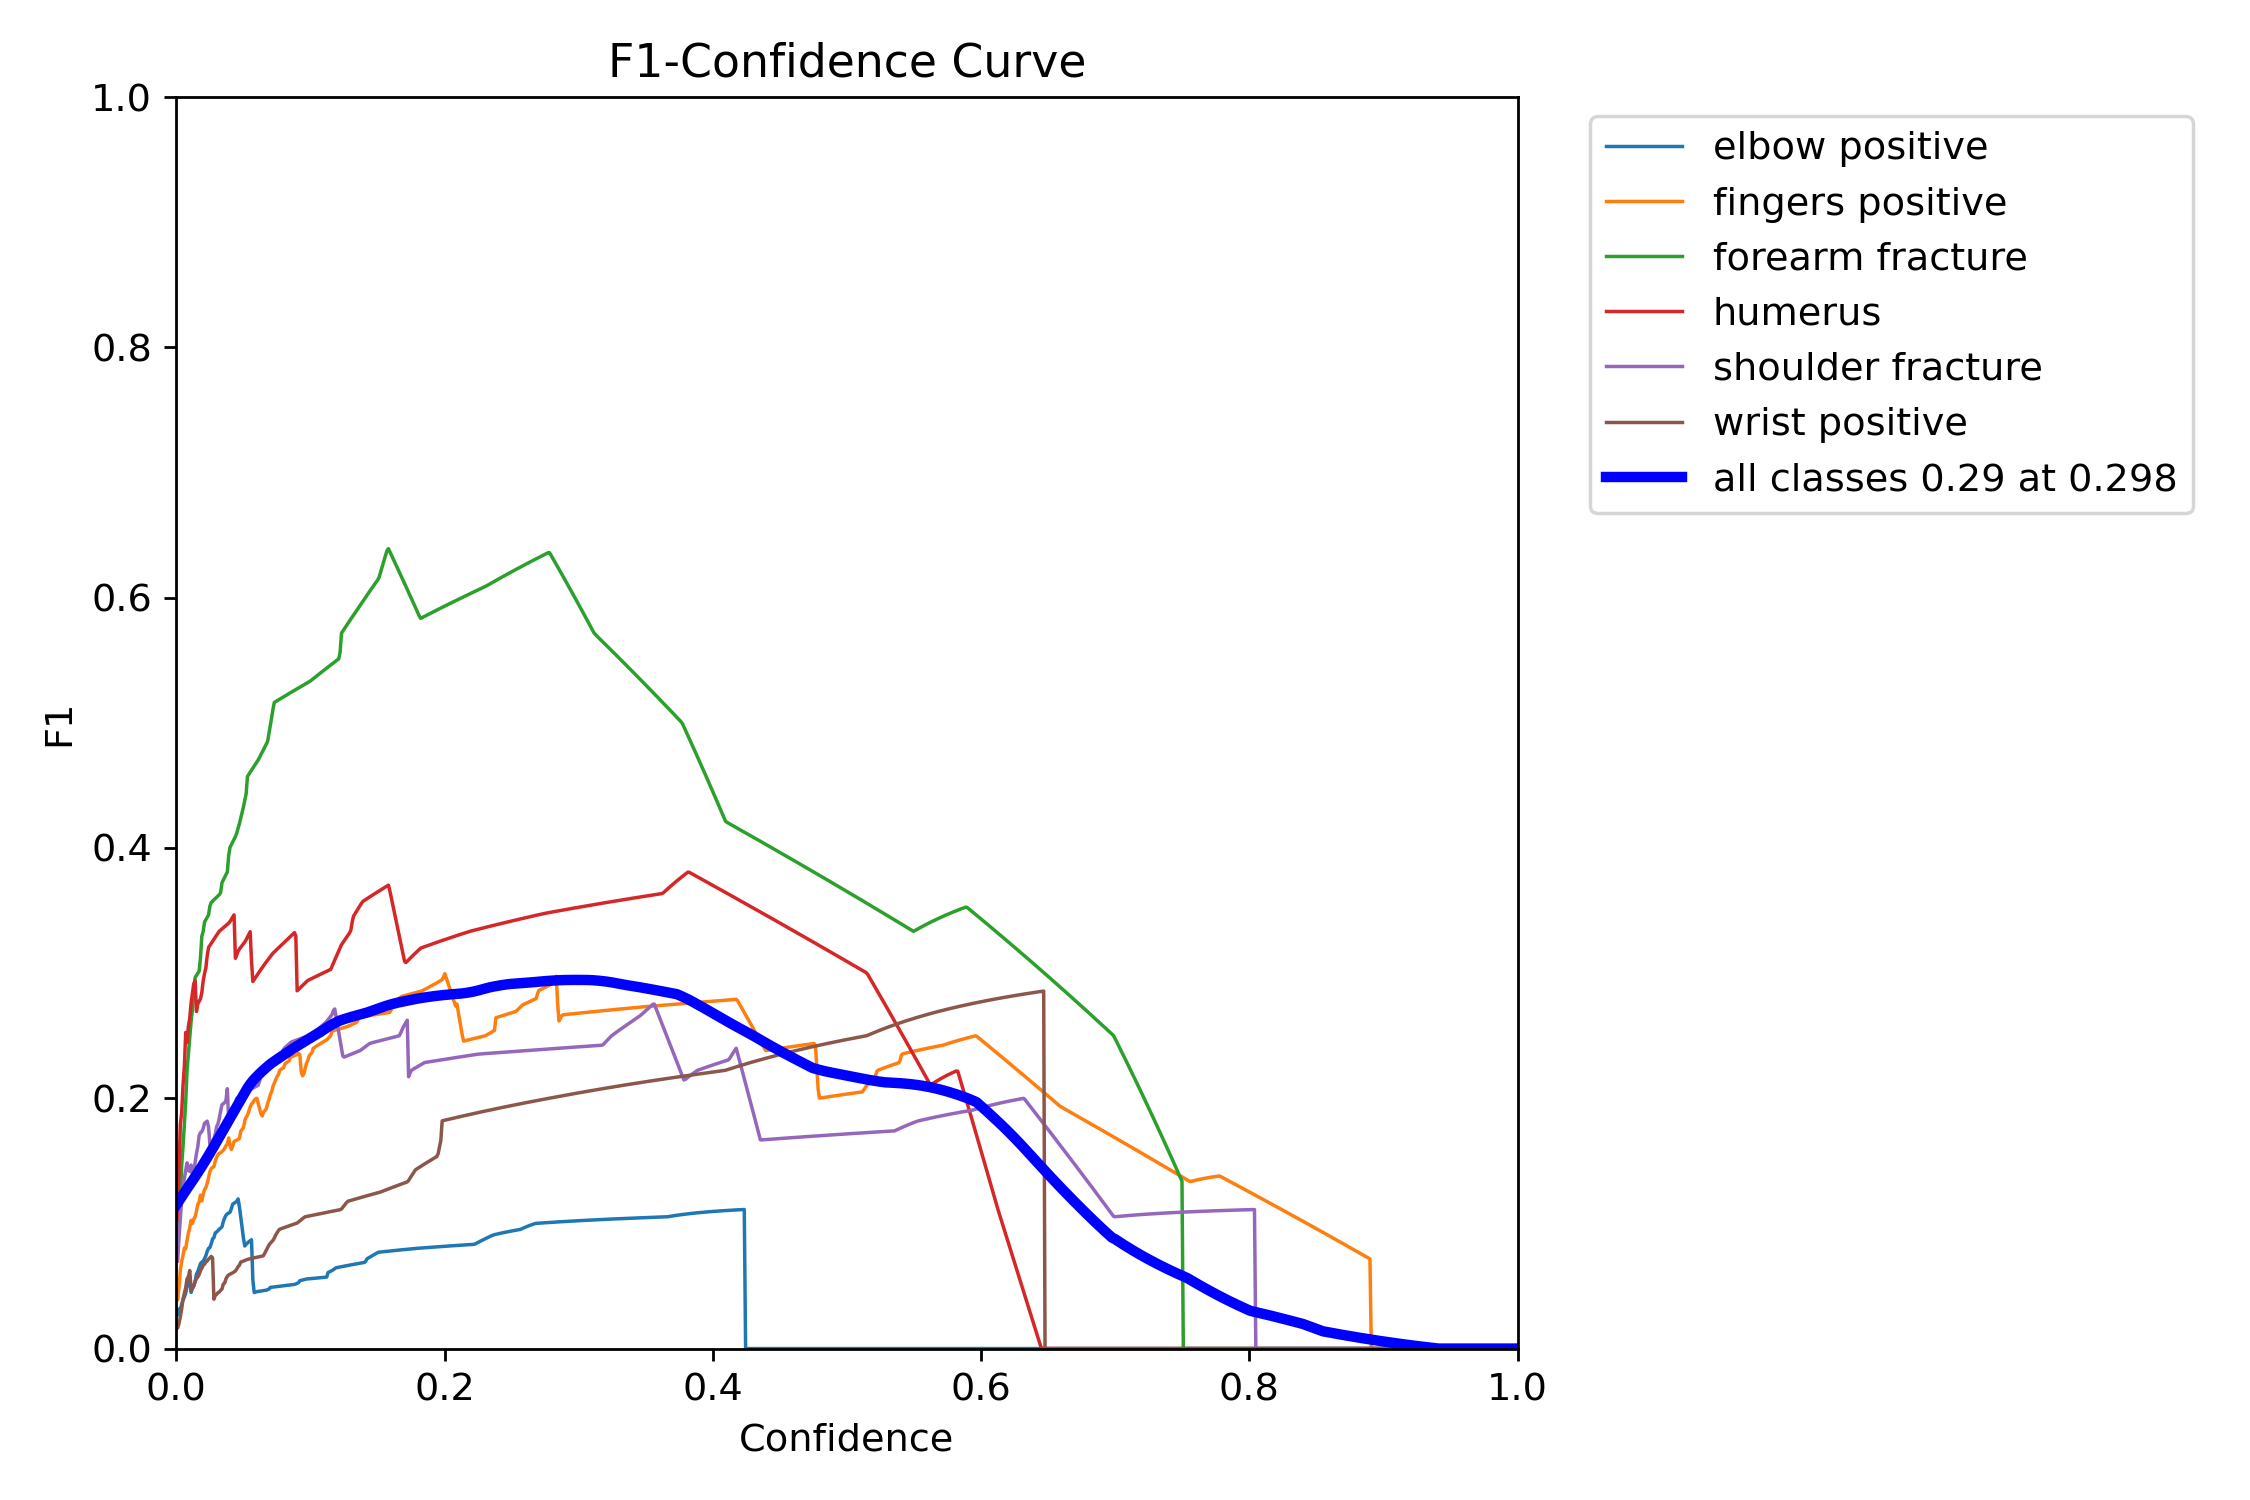 F1-Confidence Curve
1.0
0.8
0.6
0.4
0.2
0.0
F1
0.0 0.2 0.4 0.6 0.8 1.0
Confidence
elbow positive
fingers positive
forearm fracture
humerus
shoulder fracture
wrist positive
all classes 0.29 at 0.298